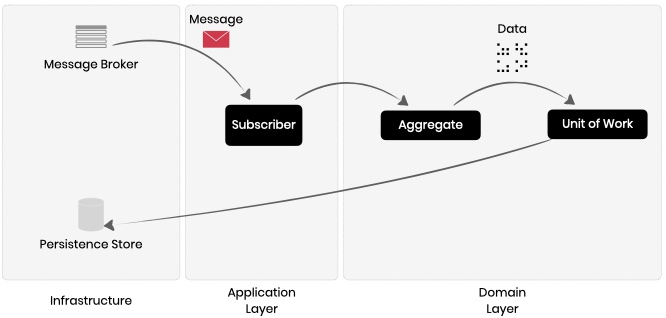 Message
Data
Message Broker
Subscriber
Aggregate
Unit of Work
Persistence Store
Infrastructure
Application
Layer
Domain
Layer